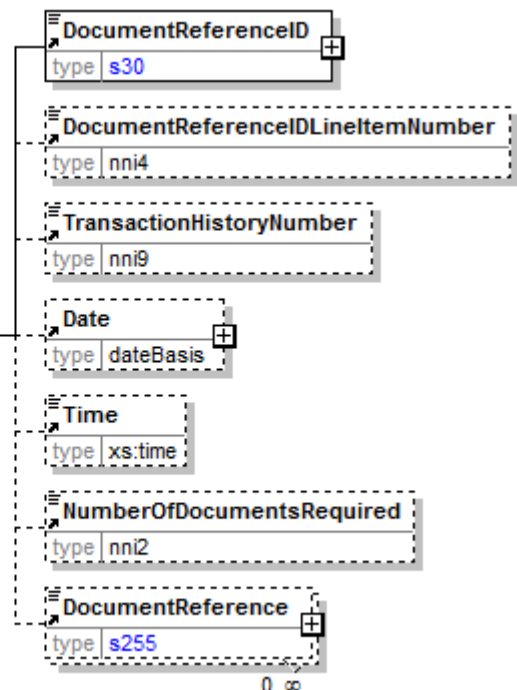 DocumentReferenceID
type s30
DocumentReferenceIDLineItemNumber
type nni4
TransactionHistoryNumber
type nni9
Date
type dateBasis
Time
type xs:time
NumberOfDocumentsRequired
type nni2
DocumentReference
type s255
0..∞